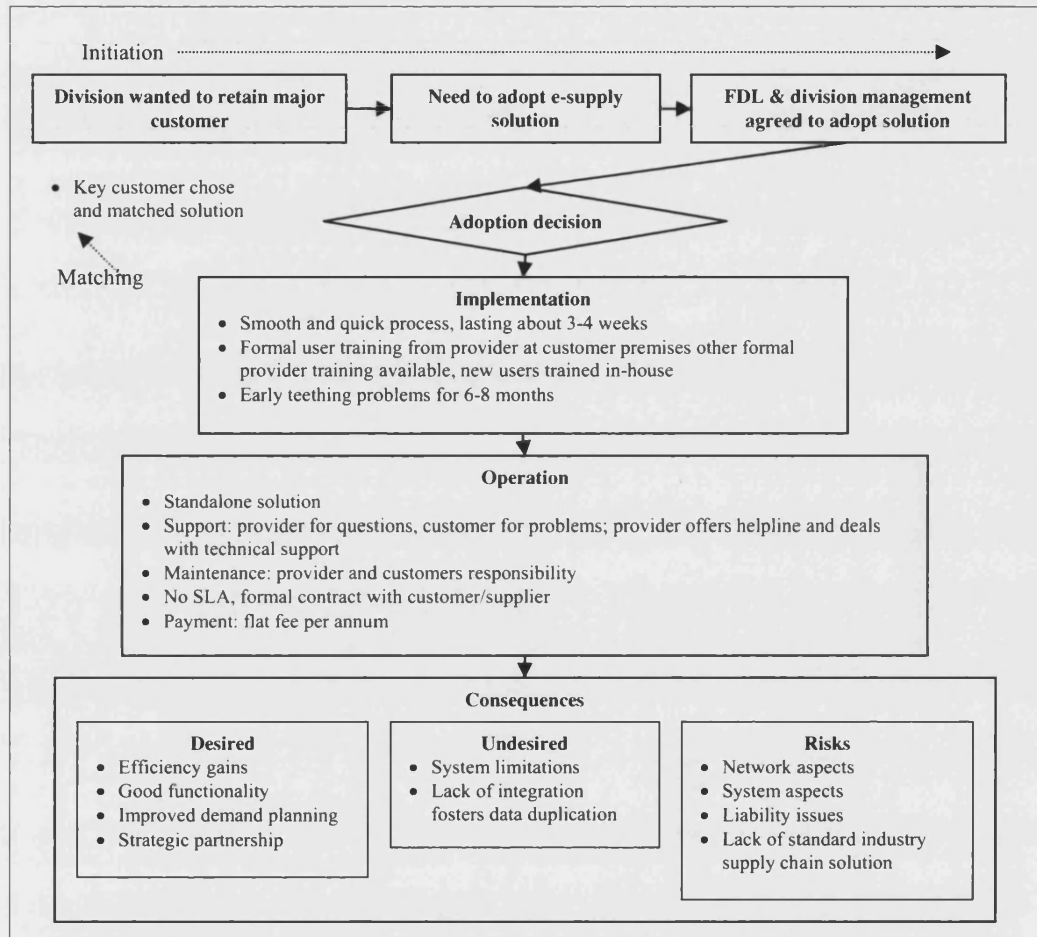 Initiation
Division wanted to retain major
customer
Need to adopt e-supply
solution
FDL & division management
agreed to adopt solution
• Key customer chose
and matched solution
Matching
Adoption decision
Implementation
• Smooth and quick process, lasting about 3-4 weeks
• Formal user training from provider at customer premises other formal
provider training available, new users trained in-house
• Early teething problems for 6-8 months
Operation
• Standalone solution
• Support: provider for questions, customer for problems; provider offers helpline and deals
with technical support
• Maintenance: provider and customers responsibility
• No SLA, formal contract with customer/supplier
• Payment: flat fee per annum
Consequences
Desired
• Efficiency gains
• Good functionality
• Improved demand planning
• Strategic partnership
Undesired
• System limitations
• Lack of integration
fosters data duplication
Risks
• Network aspects
• System aspects
• Liability issues
• Lack of standard industry
supply chain solution